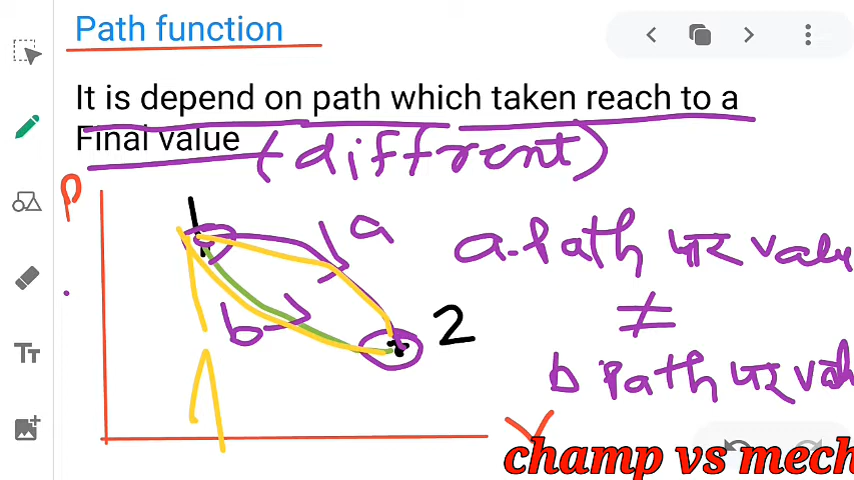 Path function
It is depend on path which taken reach to a
Final value (diffrent)
P
1
a
a. Path पर value
b
2
≠
b Path पर value
V
champ vs mech